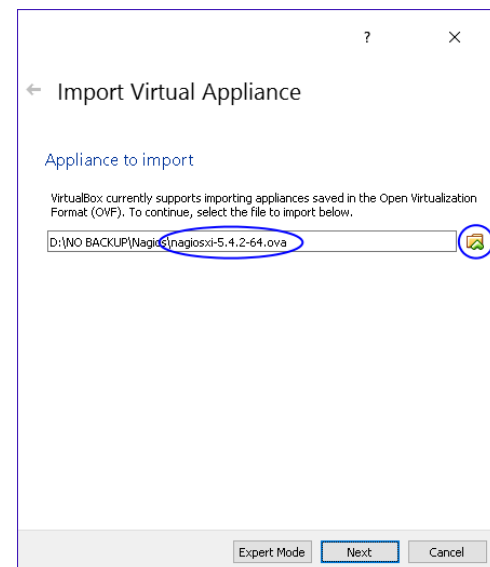 ?
Import Virtual Appliance
Appliance to import
VirtualBox currently supports importing appliances saved in the Open Virtualization
Format (OVF). To continue, select the file to import below.
D:\NO BACKUP\Nagios\nagiosxi-5.4.2-64.ova
Expert Mode Next Cancel